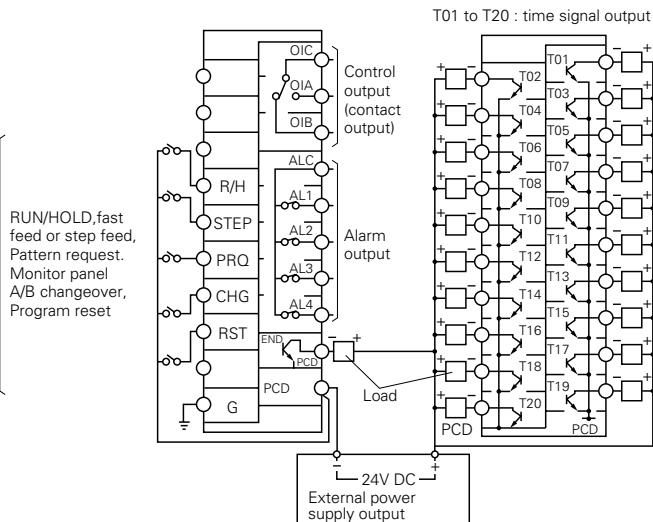 T01 to T20 : time signal output
OIC
OIA
OIB
Control
output
(contact
output)
ALC
AL1
AL2
AL3
AL4
Alarm
output
R/H
STEP
PRQ
CHG
RST
G
END
PCD
PCD
RUN/HOLD,fast
feed or step feed,
Pattern request.
Monitor panel
A/B changeover,
Program reset
Load
T01
T02
T03
T04
T05
T06
T07
T08
T09
T10
T11
T12
T13
T14
T15
T16
T17
T18
T19
T20
PCD
PCD
− 24V DC +
External power
supply output